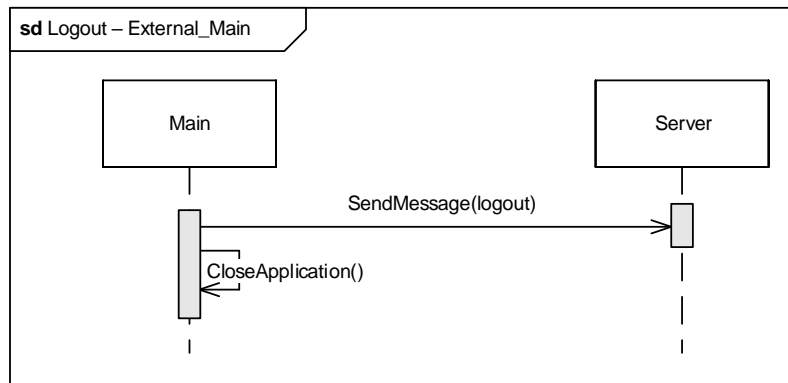 sd Logout – External_Main
Main
Server
SendMessage(logout)
CloseApplication()